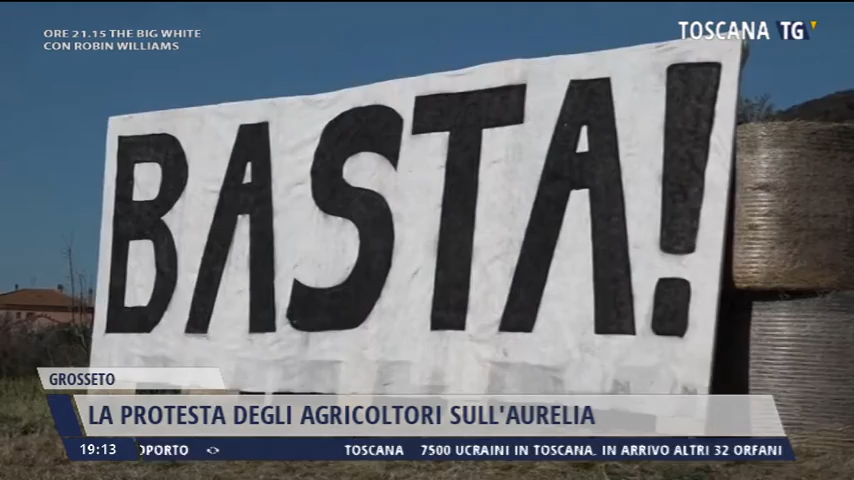 ORE 21.15 THE BIG WHITE
CON ROBIN WILLIAMS
TOSCANA TG
BASTA!
GROSSETO
LA PROTESTA DEGLI AGRICOLTORI SULL'AURELIA
19:13 OPORTO TOSCANA 7500 UCRAINI IN TOSCANA. IN ARRIVO ALTRI 32 ORFANI